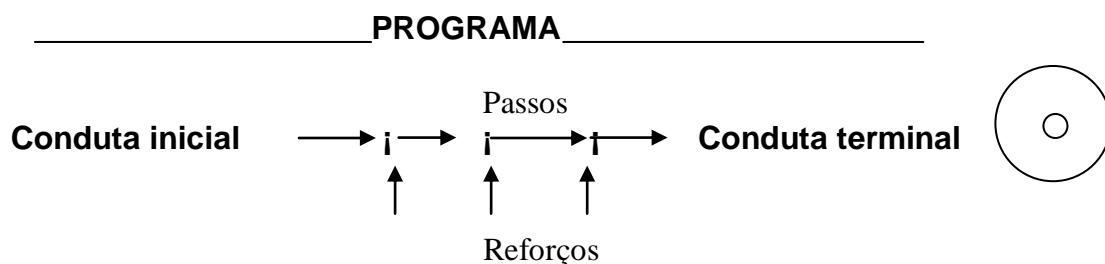 PROGRAMA
Passos
Conduta inicial ¡ ¡ ¡ Conduta terminal
Reforços